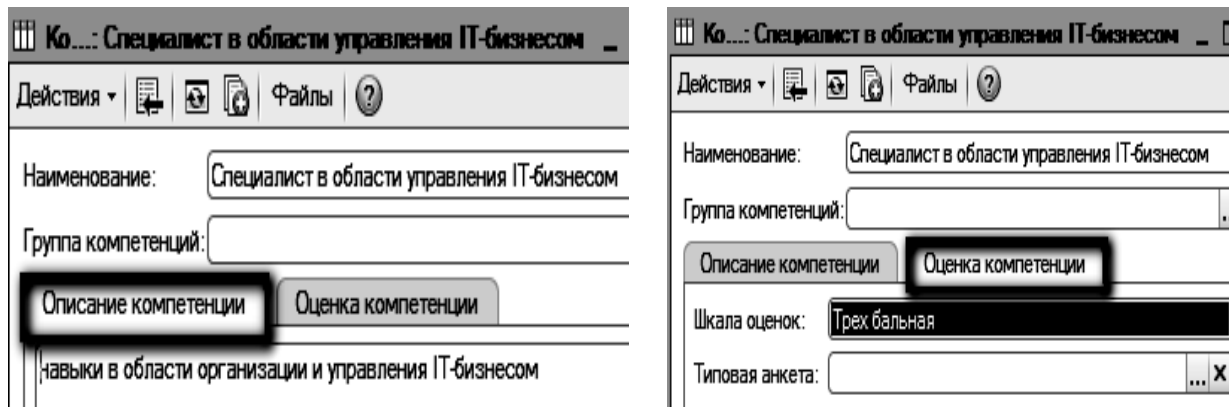 Ко...: Специалист в области управления IT-бизнесом
Действия Файлы
Наименование: Специалист в области управления IT-бизнесом
Группа компетенций:
Описание компетенции Оценка компетенции
навыки в области организации и управления IT-бизнесом
Ко...: Специалист в области управления IT-бизнесом
Действия Файлы
Наименование: Специалист в области управления IT-бизнесом
Группа компетенций:
Описание компетенции Оценка компетенции
Шкала оценок: Трех бальная
Типовая анкета: ... x